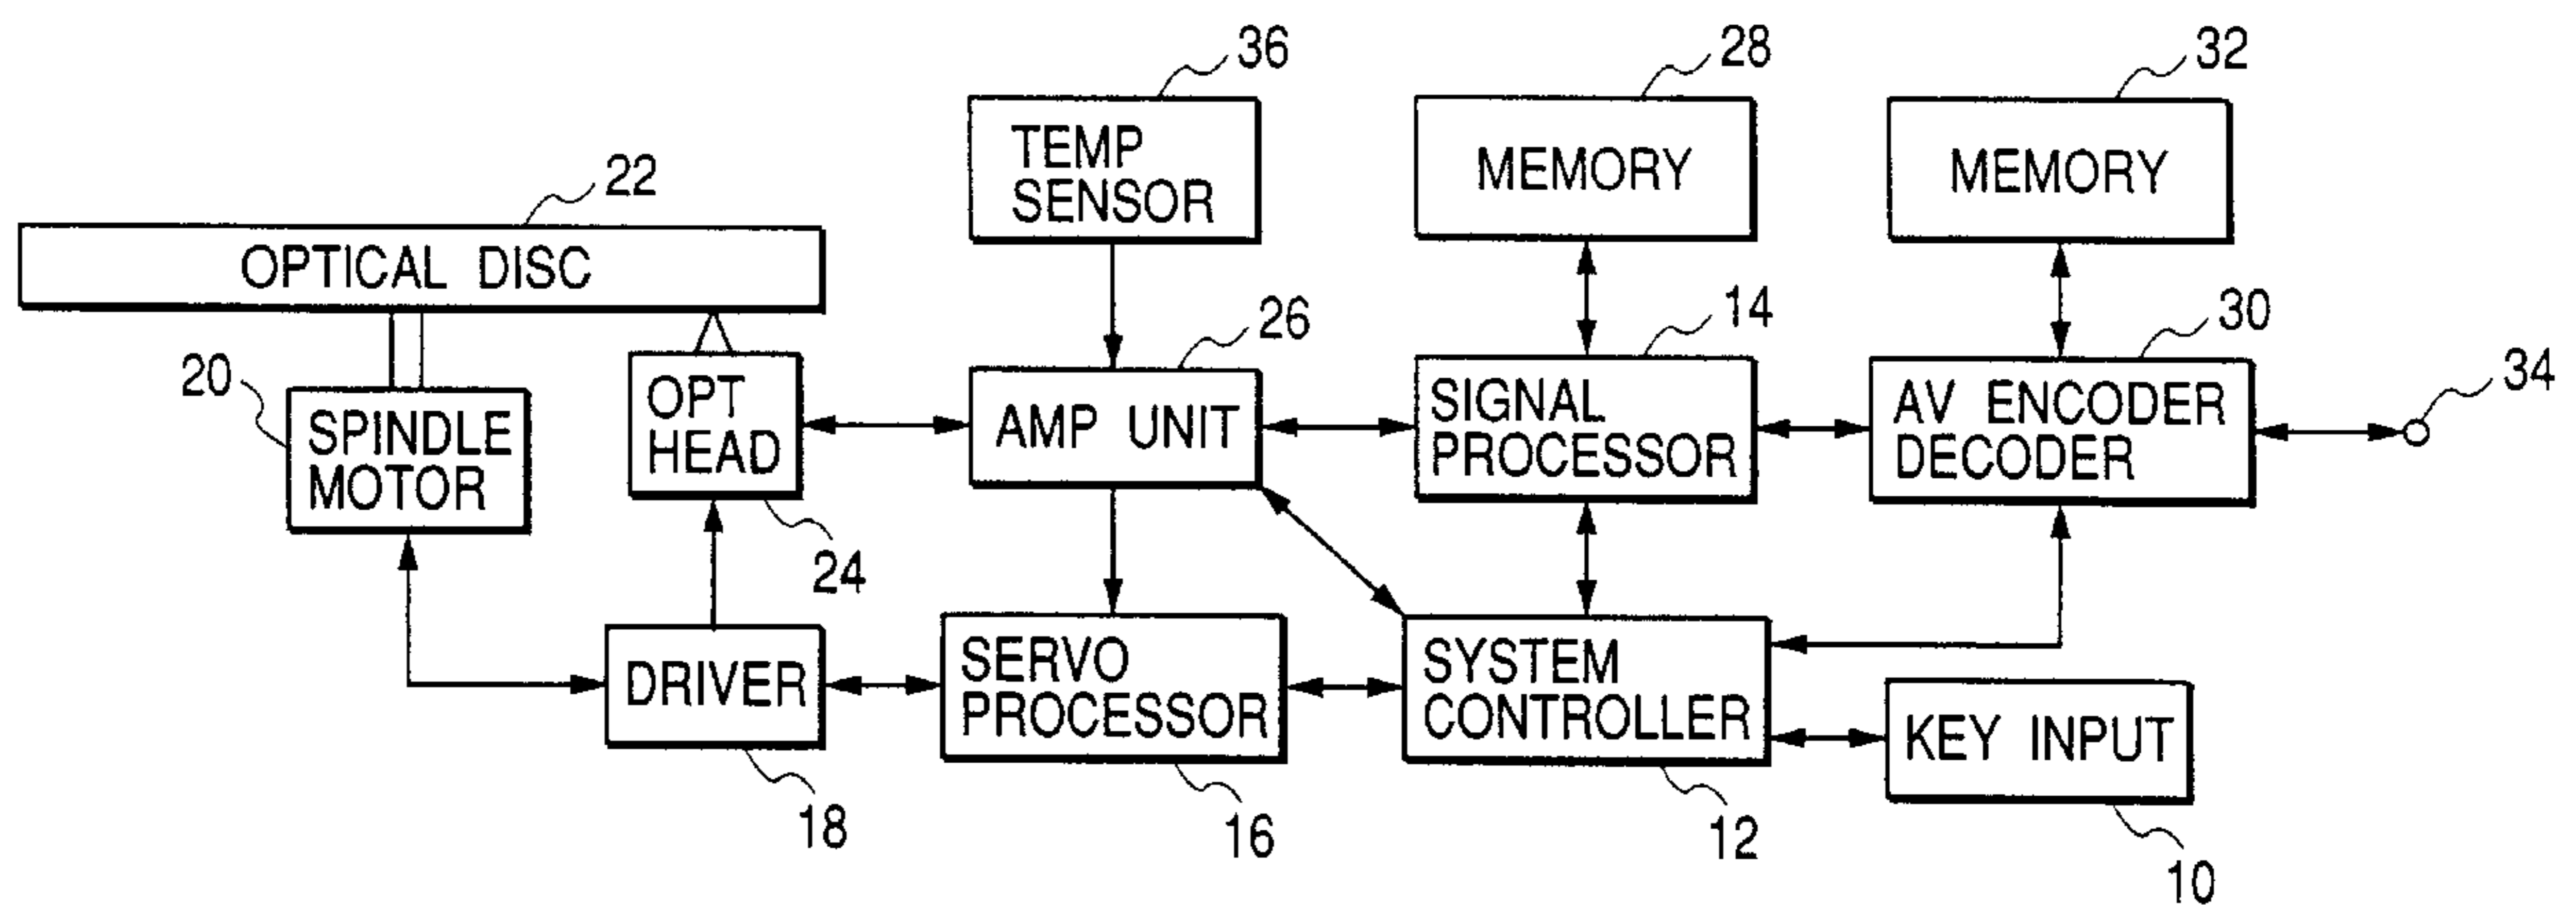 36
28
32
TEMP
SENSOR
MEMORY
MEMORY
22
OPTICAL DISC
26
14
30
34
20
SPINDLE
MOTOR
OPT
HEAD
AMP UNIT
SIGNAL
PROCESSOR
AV ENCODER
DECODER
24
DRIVER
SERVO
PROCESSOR
SYSTEM
CONTROLLER
KEY INPUT
18
16
12
10